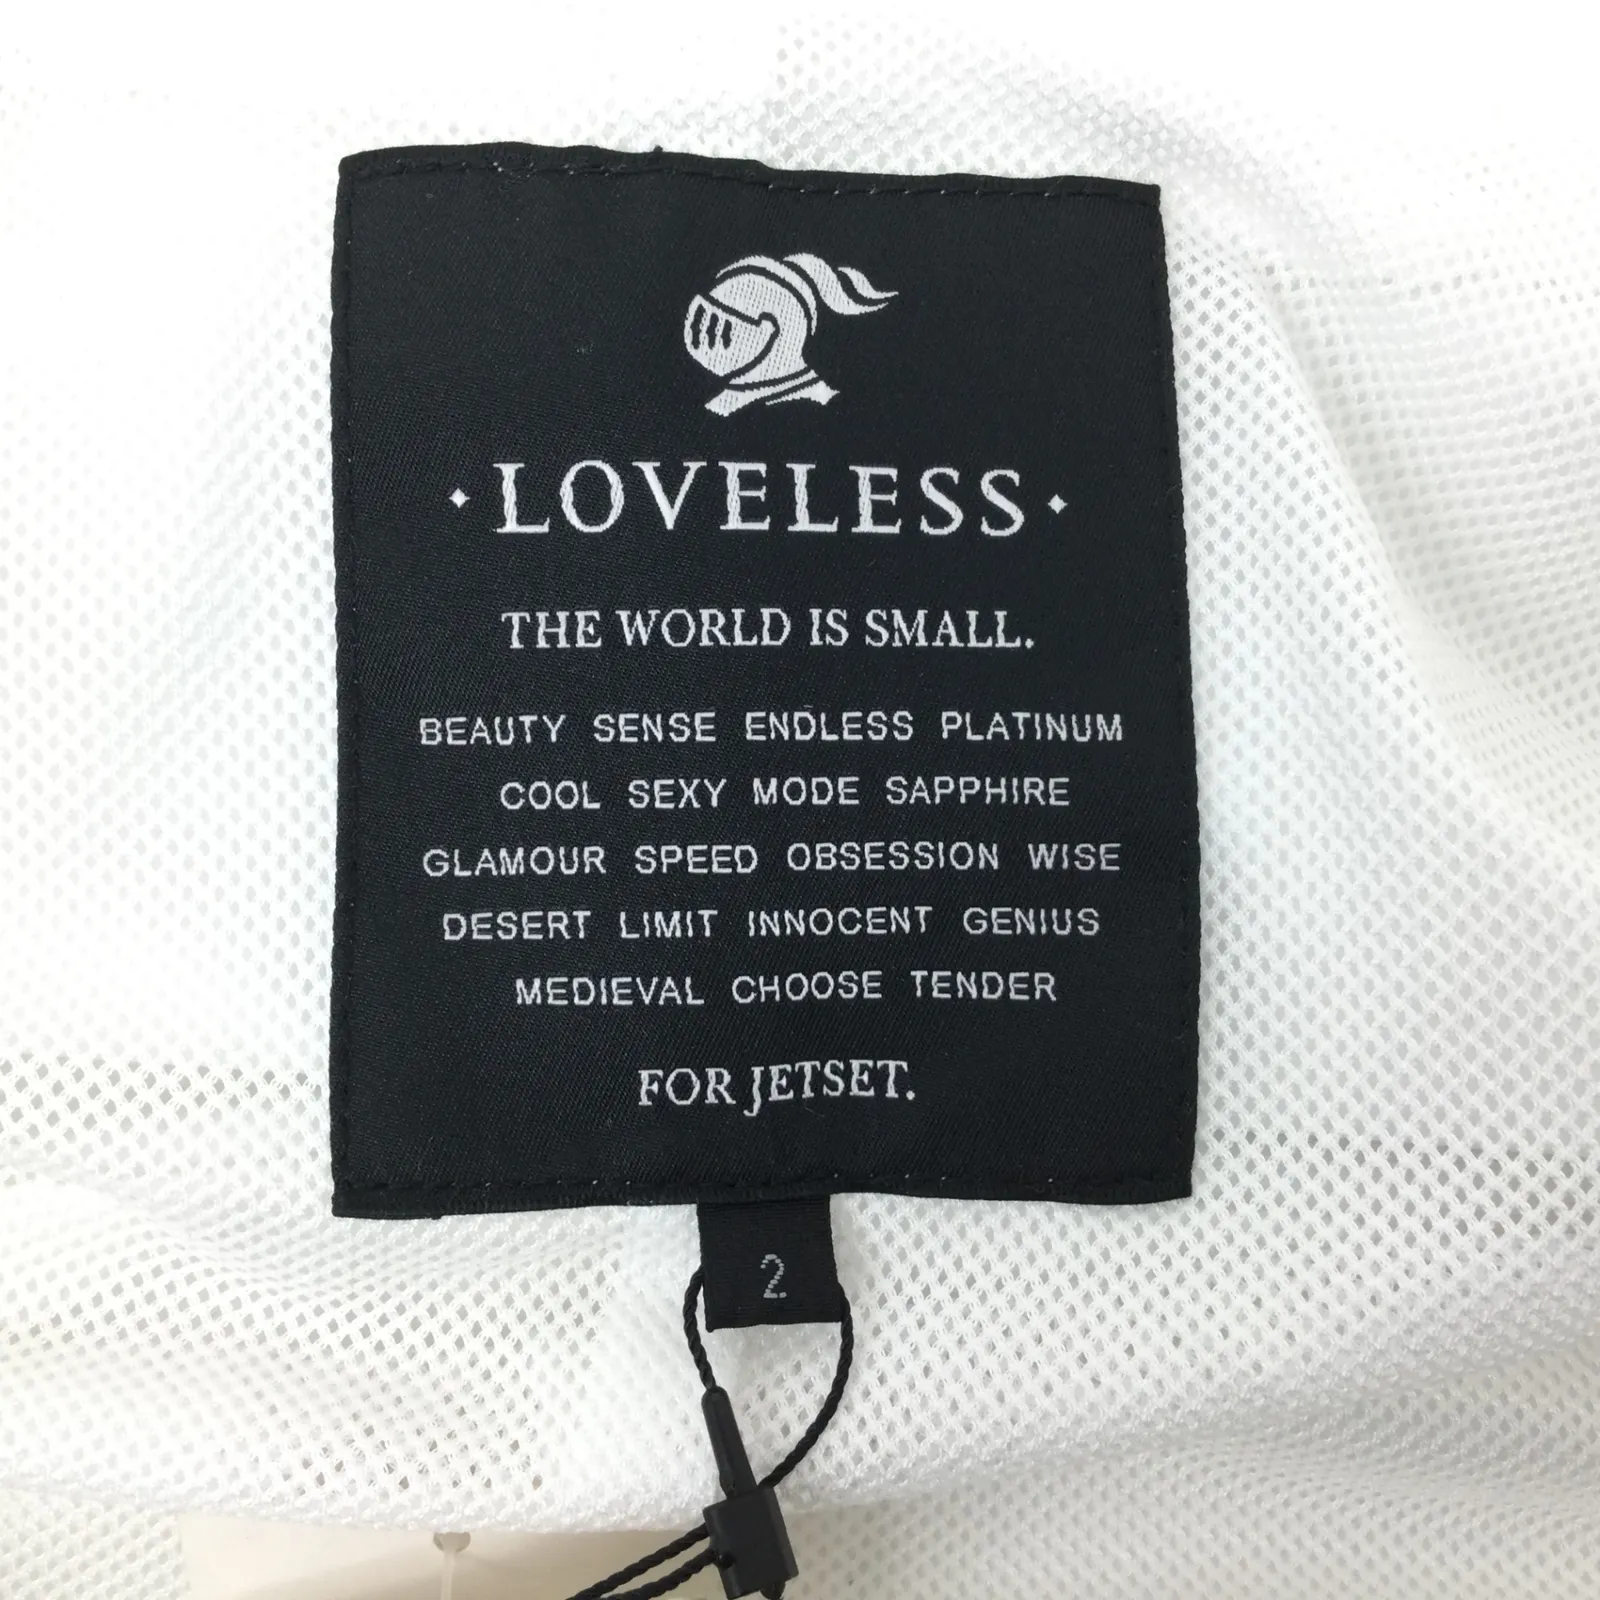 ·LOVELESS·
THE WORLD IS SMALL.
BEAUTY SENSE ENDLESS PLATINUM
COOL SEXY MODE SAPPHIRE
GLAMOUR SPEED OBSESSION WISE
DESERT LIMIT INNOCENT GENIUS
MEDIEVAL CHOOSE TENDER
FOR JETSET.
2